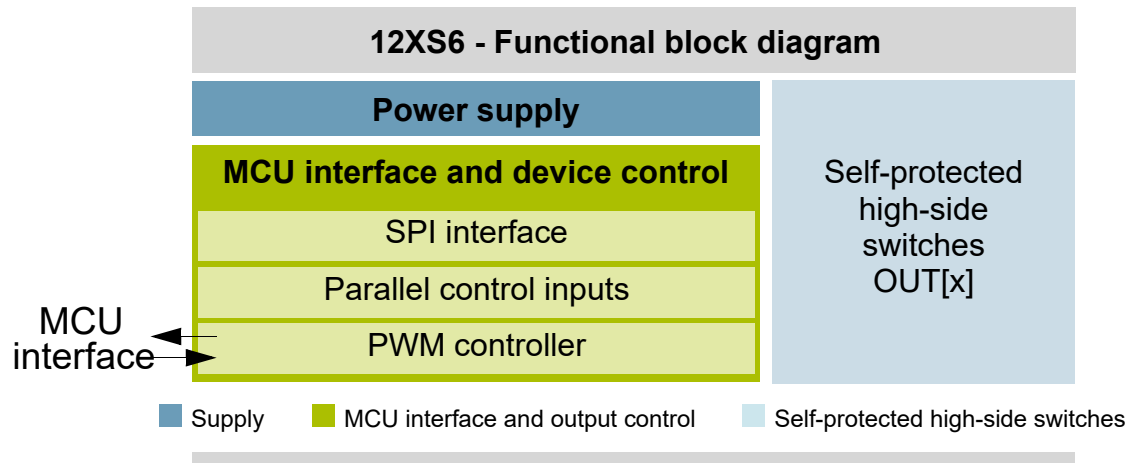 12XS6 - Functional block diagram
Power supply
MCU interface and device control
SPI interface
Parallel control inputs
PWM controller
Self-protected
high-side
switches
OUT[x]
MCU
interface
Supply
MCU interface and output control
Self-protected high-side switches